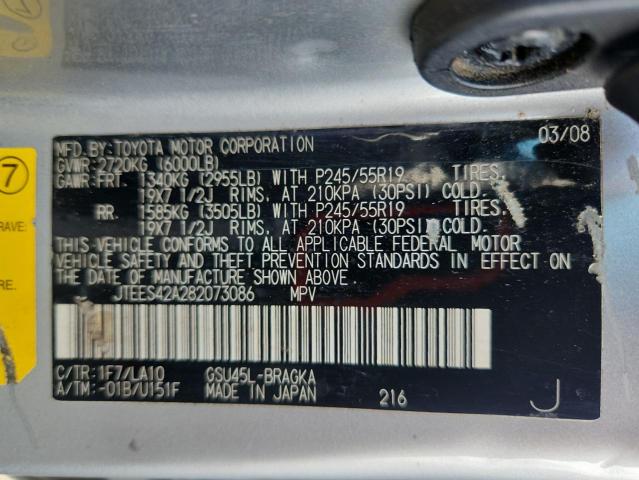 MFD.BY:TOYOTA MOTOR CORPORATION 03/08
GVWR:2720KG (6000LB)
GAWR:FRT. 1340KG (2955LB) WITH P245/55R19 TIRES,
19X7 1/2J RIMS, AT 210KPA (30PSI) COLD.
RR. 1585KG (3505LB) WITH P245/55R19 TIRES,
19X7 1/2J RIMS, AT 210KPA (30PSI) COLD.
THIS VEHICLE CONFORMS TO ALL APPLICABLE FEDERAL MOTOR
VEHICLE SAFETY AND THEFT PREVENTION STANDARDS IN EFFECT ON
THE DATE OF MANUFACTURE SHOWN ABOVE
JTEES42A282073086 MPV
C/TR:1F7/LA10 GSU45L-BRAGKA
A/TM:-01B/U151F MADE IN JAPAN 216 J
7
RAVE:
RE.